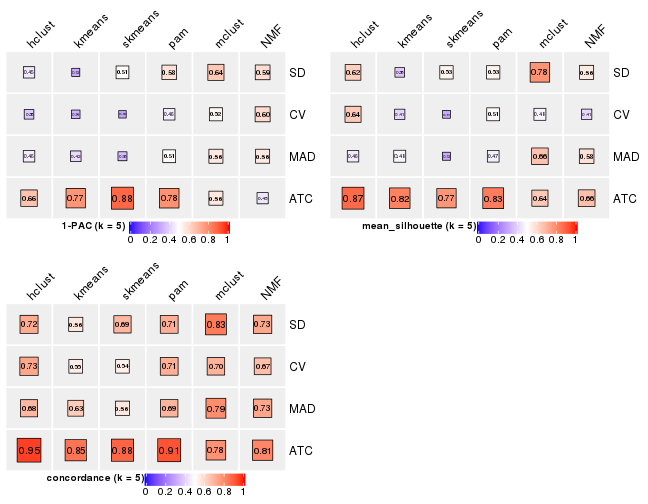 hclust kmeans skmeans pam mclust NMF
0.51 0.58 0.64 0.59 SD
0.52 0.60 CV
0.51 0.56 0.56 MAD
0.66 0.77 0.88 0.78 0.56 ATC
1-PAC (k = 5)
0 0.2 0.4 0.6 0.8 1
hclust kmeans skmeans pam mclust NMF
0.62 0.53 0.53 0.78 0.56 SD
0.64 0.51 CV
0.47 0.66 0.58 MAD
0.87 0.82 0.77 0.83 0.64 0.66 ATC
mean_silhouette (k = 5)
0 0.2 0.4 0.6 0.8 1
hclust kmeans skmeans pam mclust NMF
0.72 0.56 0.69 0.71 0.83 0.73 SD
0.73 0.55 0.54 0.71 0.70 0.67 CV
0.68 0.63 0.56 0.69 0.79 0.73 MAD
0.95 0.85 0.88 0.91 0.78 0.81 ATC
concordance (k = 5)
0 0.2 0.4 0.6 0.8 1